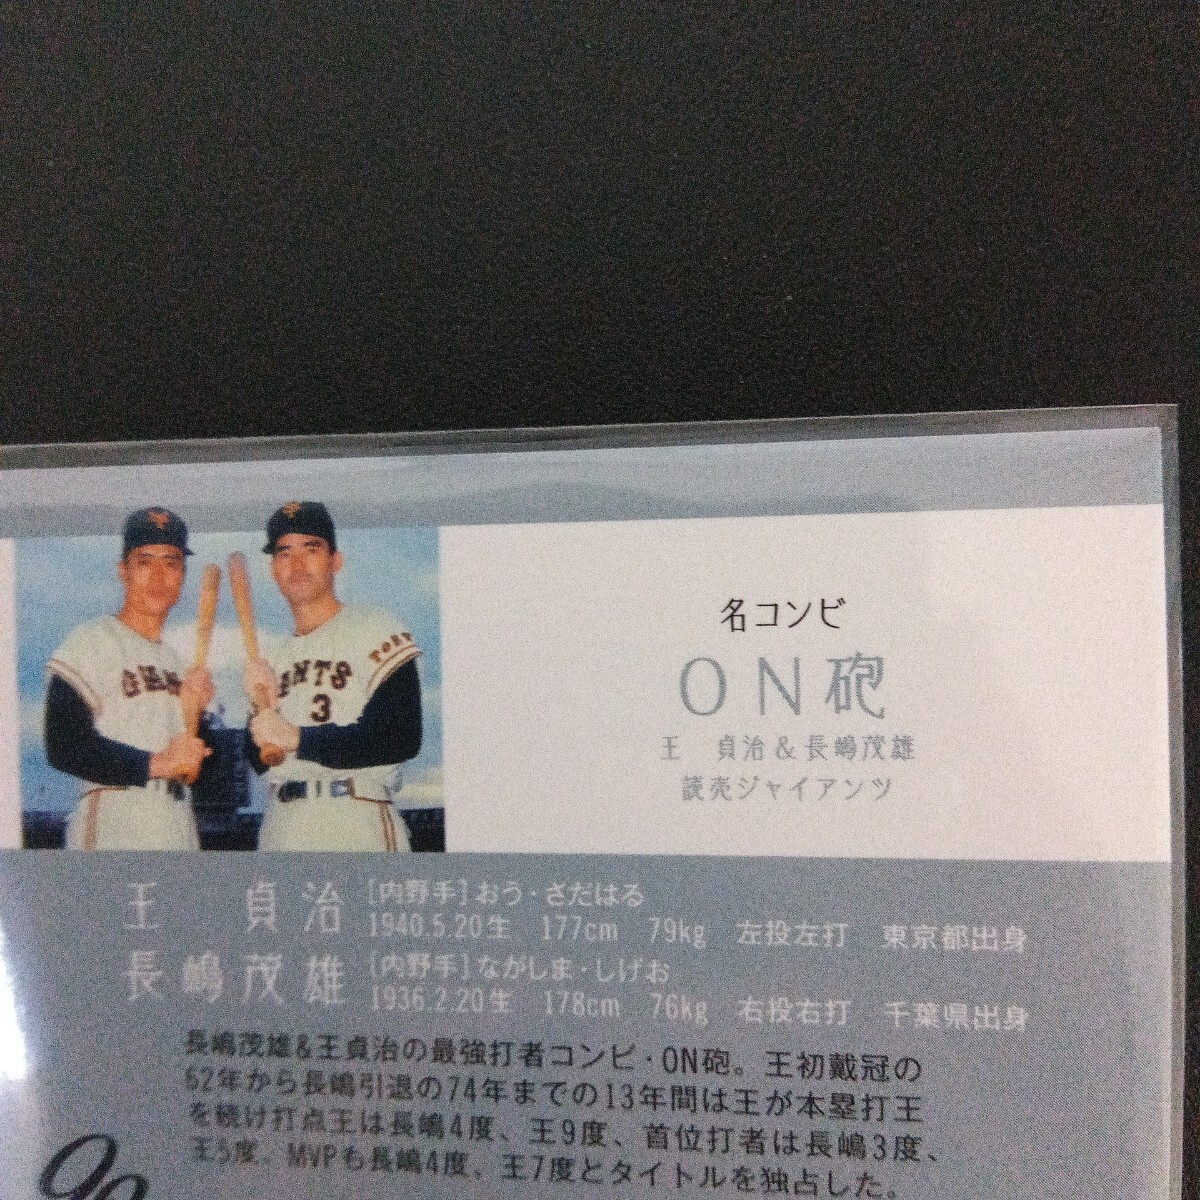 名コンビ
ON砲
王 貞治&長嶋茂雄
読売ジャイアンツ
王 貞治 [内野手]おう・さだはる
1940.5.20生 177cm 79kg 左投左打 東京都出身
長嶋茂雄 [内野手]ながしま・しげお
1936.2.20生 178cm 76kg 右投右打 千葉県出身
長嶋茂雄&王貞治の最強打者コンビ・ON砲。王初戴冠の
62年から長嶋引退の74年までの13年間は王が本塁打王
を続け打点王は長嶋4度、王9度、首位打者は長嶋3度、
王5度。MVPも長嶋4度、王7度とタイトルを独占した。
3